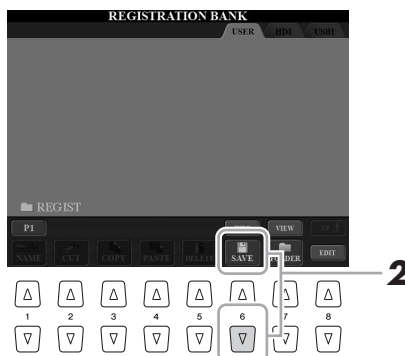 REGISTRATION BANK
USER HD1 USB1
REGIST
P1
VIEW UP
NAME CUT COPY PASTE DELETE SAVE FOLDER EDIT
2
1 2 3 4 5 6 7 8